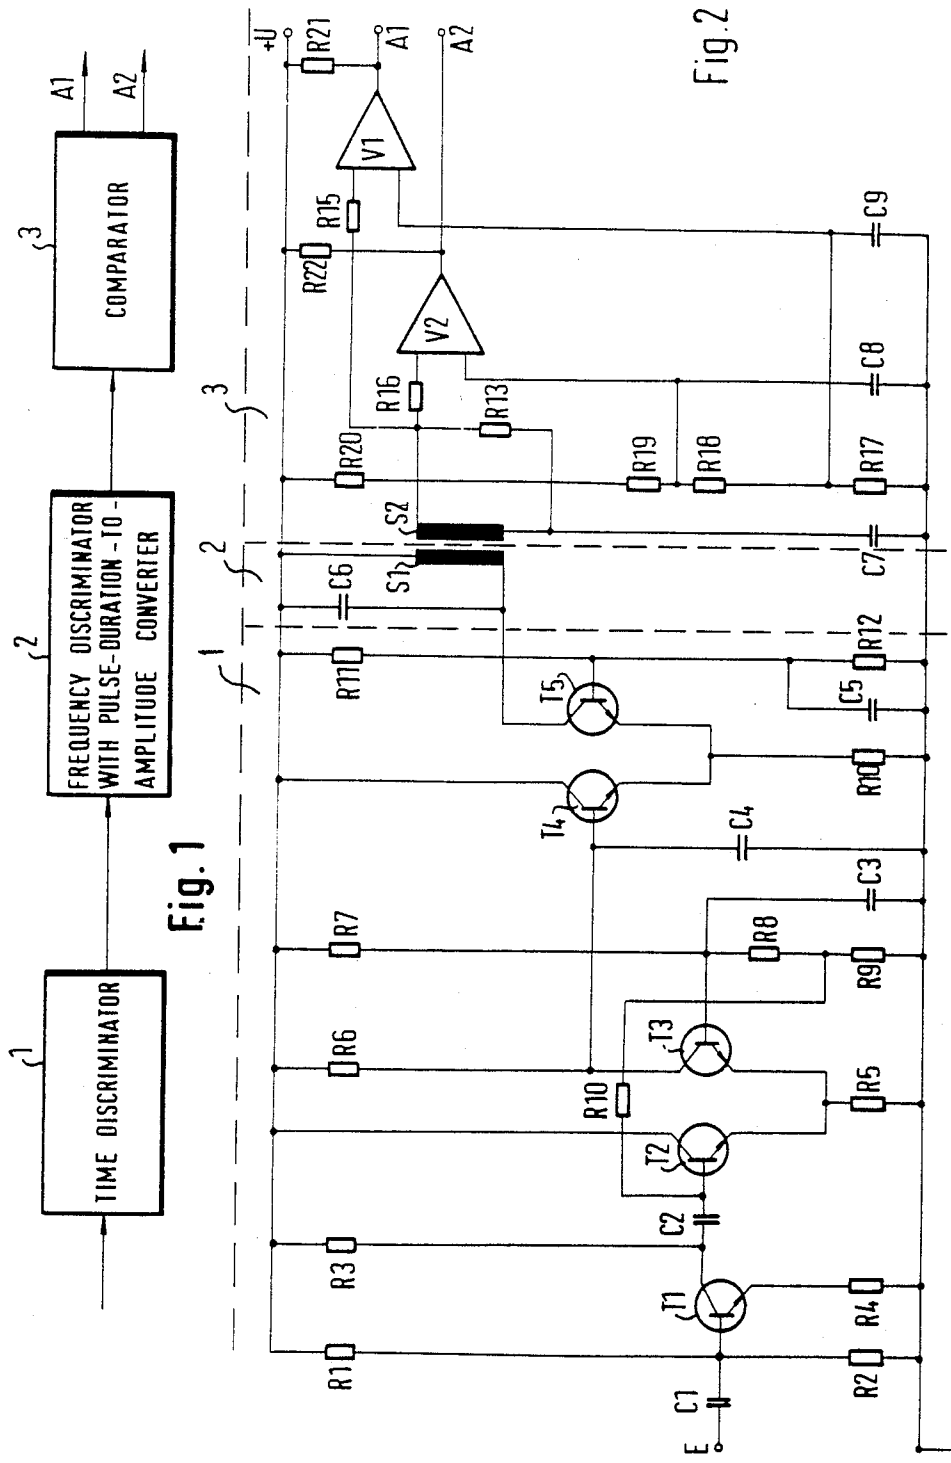 1
TIME DISCRIMINATOR
2
FREQUENCY DISCRIMINATOR
WITH PULSE-DURATION-TO-
AMPLITUDE CONVERTER
3
COMPARATOR
A1
A2
Fig.1
1
2
3
+U
R1
R3
R6
R7
R11
C6
S1
S2
R20
R22
R15
R21
A1
V1
A2
R16
V2
R13
R10
T4
T5
E
C1
T1
C2
T2
T3
R8
C4
R19
R18
R2
R4
R5
R9
C3
R10
C5
R12
C7
R17
C8
C9
Fig.2